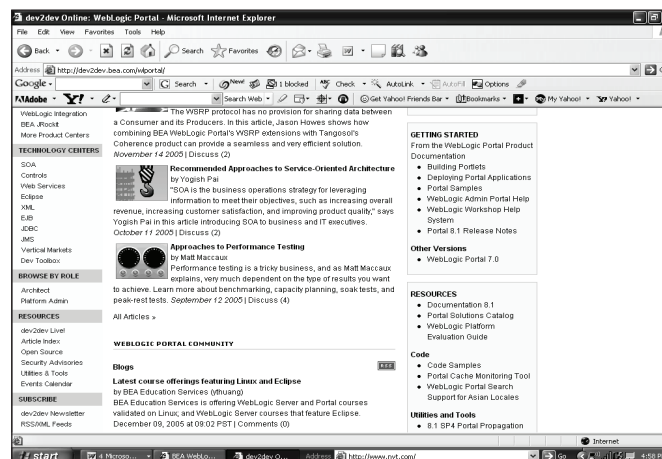 dev2dev Online: WebLogic Portal - Microsoft Internet Explorer
File Edit View Favorites Tools Help
Back Search Favorites
Address http://dev2dev.bea.com/wlportal/
Google Search New! 1 blocked Check AutoLink AutoFill Options
Adobe Y! Search Web Get Yahoo! Friends Bar Bookmarks My Yahoo! Yahoo!
WebLogic Integration
BEA JRockit
More Product Centers
TECHNOLOGY CENTERS
SOA
Controls
Web Services
Eclipse
XML
EJB
JDBC
JMS
Vertical Markets
Dev Toolbox
BROWSE BY ROLE
Architect
Platform Admin
RESOURCES
dev2dev Live!
Article Index
Open Source
Security Advisories
Utilities & Tools
Events Calendar
SUBSCRIBE
dev2dev Newsletter
RSS/XML Feeds
The WSRP protocol has no provision for sharing data between
a Consumer and its Producers. In this article, Jason Howes shows how
combining BEA WebLogic Portal's WSRP extensions with Tangosol's
Coherence product can provide a seamless and very efficient solution.
November 14 2005 | Discuss (2)
Recommended Approaches to Service-Oriented Architecture
by Yogish Pai
"SOA is the business operations strategy for leveraging
information to meet their objectives, such as increasing overall
revenue, increasing customer satisfaction, and improving product quality," says
Yogish Pai in this article introducing SOA to business and IT executives.
October 11 2005 | Discuss (2)
Approaches to Performance Testing
by Matt Maccaux
Performance testing is a tricky business, and as Matt Maccaux
explains, very much dependent on the type of results you want
to achieve. Learn more about benchmarking, capacity planning, soak tests, and
peak-rest tests. September 12 2005 | Discuss (4)
All Articles »
WEBLOGIC PORTAL COMMUNITY
Blogs RSS
Latest course offerings featuring Linux and Eclipse
by BEA Education Services (ythuang)
BEA Education Services is offering WebLogic Server and Portal courses
validated on Linux, and WebLogic Server courses that feature Eclipse.
December 09, 2005 at 09:02 PST | Comments (0)
GETTING STARTED
From the WebLogic Portal Product
Documentation
• Building Portlets
• Deploying Portal Applications
• Portal Samples
• WebLogic Admin Portal Help
• WebLogic Workshop Help
System
• Portal 8.1 Release Notes
Other Versions
• WebLogic Portal 7.0
RESOURCES
• Documentation 8.1
• Portal Solutions Catalog
• WebLogic Platform
Evaluation Guide
Code
• Code Samples
• Portal Cache Monitoring Tool
• WebLogic Portal Search
Support for Asian Locales
Utilities and Tools
• 8.1 SP4 Portal Propagation
Internet
start 4 Microso... BEA WebLo... dev2dev O... Address http://www.nyt.com/ Go 4:58 P